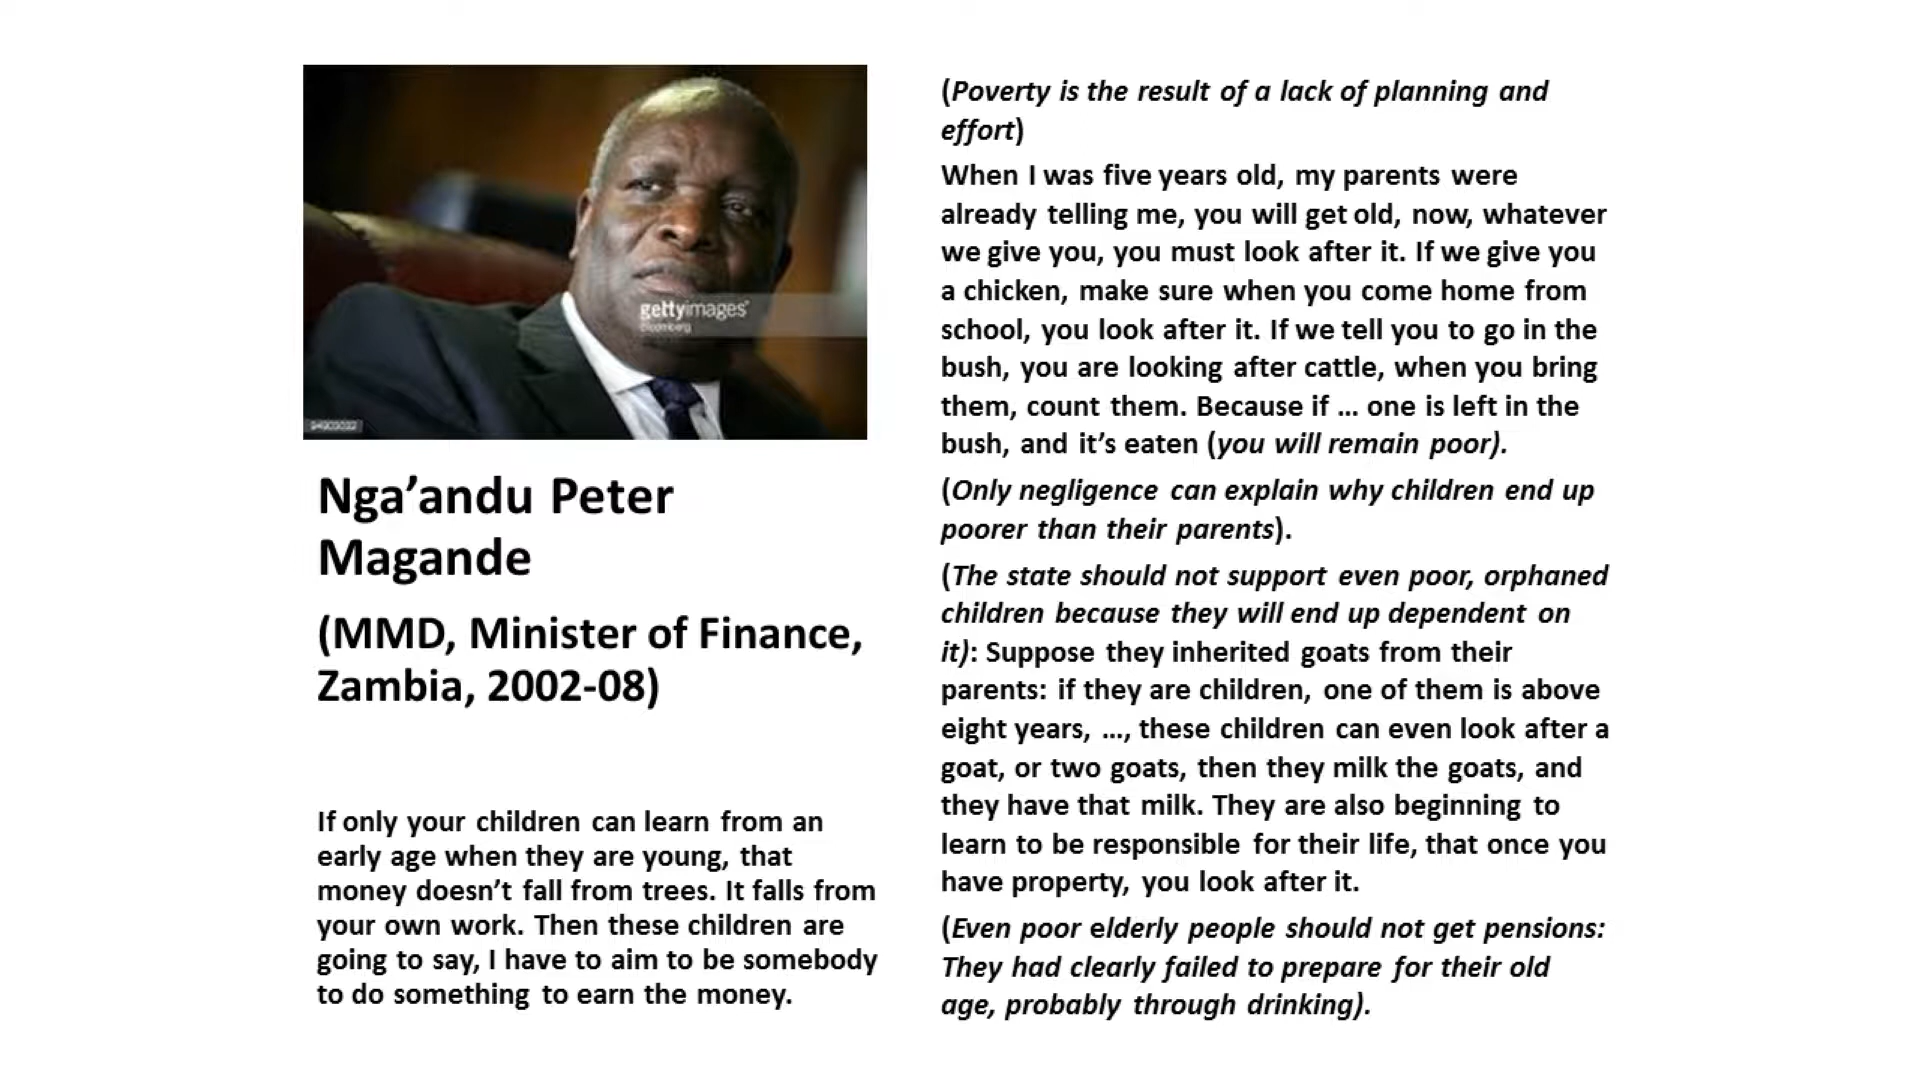 gettyimages®
Bloomberg
Nga’andu Peter
Magande
(MMD, Minister of Finance,
Zambia, 2002-08)
If only your children can learn from an
early age when they are young, that
money doesn’t fall from trees. It falls from
your own work. Then these children are
going to say, I have to aim to be somebody
to do something to earn the money.
(Poverty is the result of a lack of planning and
effort)
When I was five years old, my parents were
already telling me, you will get old, now, whatever
we give you, you must look after it. If we give you
a chicken, make sure when you come home from
school, you look after it. If we tell you to go in the
bush, you are looking after cattle, when you bring
them, count them. Because if … one is left in the
bush, and it’s eaten (you will remain poor).
(Only negligence can explain why children end up
poorer than their parents).
(The state should not support even poor, orphaned
children because they will end up dependent on
it): Suppose they inherited goats from their
parents: if they are children, one of them is above
eight years, …, these children can even look after a
goat, or two goats, then they milk the goats, and
they have that milk. They are also beginning to
learn to be responsible for their life, that once you
have property, you look after it.
(Even poor elderly people should not get pensions:
They had clearly failed to prepare for their old
age, probably through drinking).